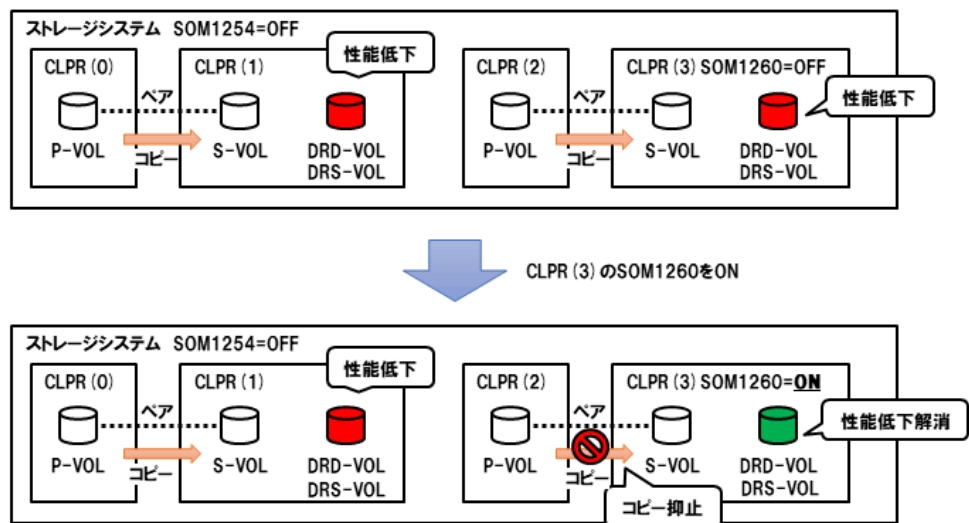 ストレージシステム SOM1254=OFF
CLPR(0)
CLPR(1)
性能低下
ペア
P-VOL
コピー
S-VOL
DRD-VOL
DRS-VOL
CLPR(2)
CLPR(3) SOM1260=OFF
性能低下
ペア
P-VOL
コピー
S-VOL
DRD-VOL
DRS-VOL
CLPR(3)のSOM1260をON
ストレージシステム SOM1254=OFF
CLPR(0)
CLPR(1)
性能低下
ペア
P-VOL
コピー
S-VOL
DRD-VOL
DRS-VOL
CLPR(2)
CLPR(3) SOM1260=ON
ペア
性能低下解消
P-VOL
コピー
S-VOL
DRD-VOL
DRS-VOL
コピー抑止